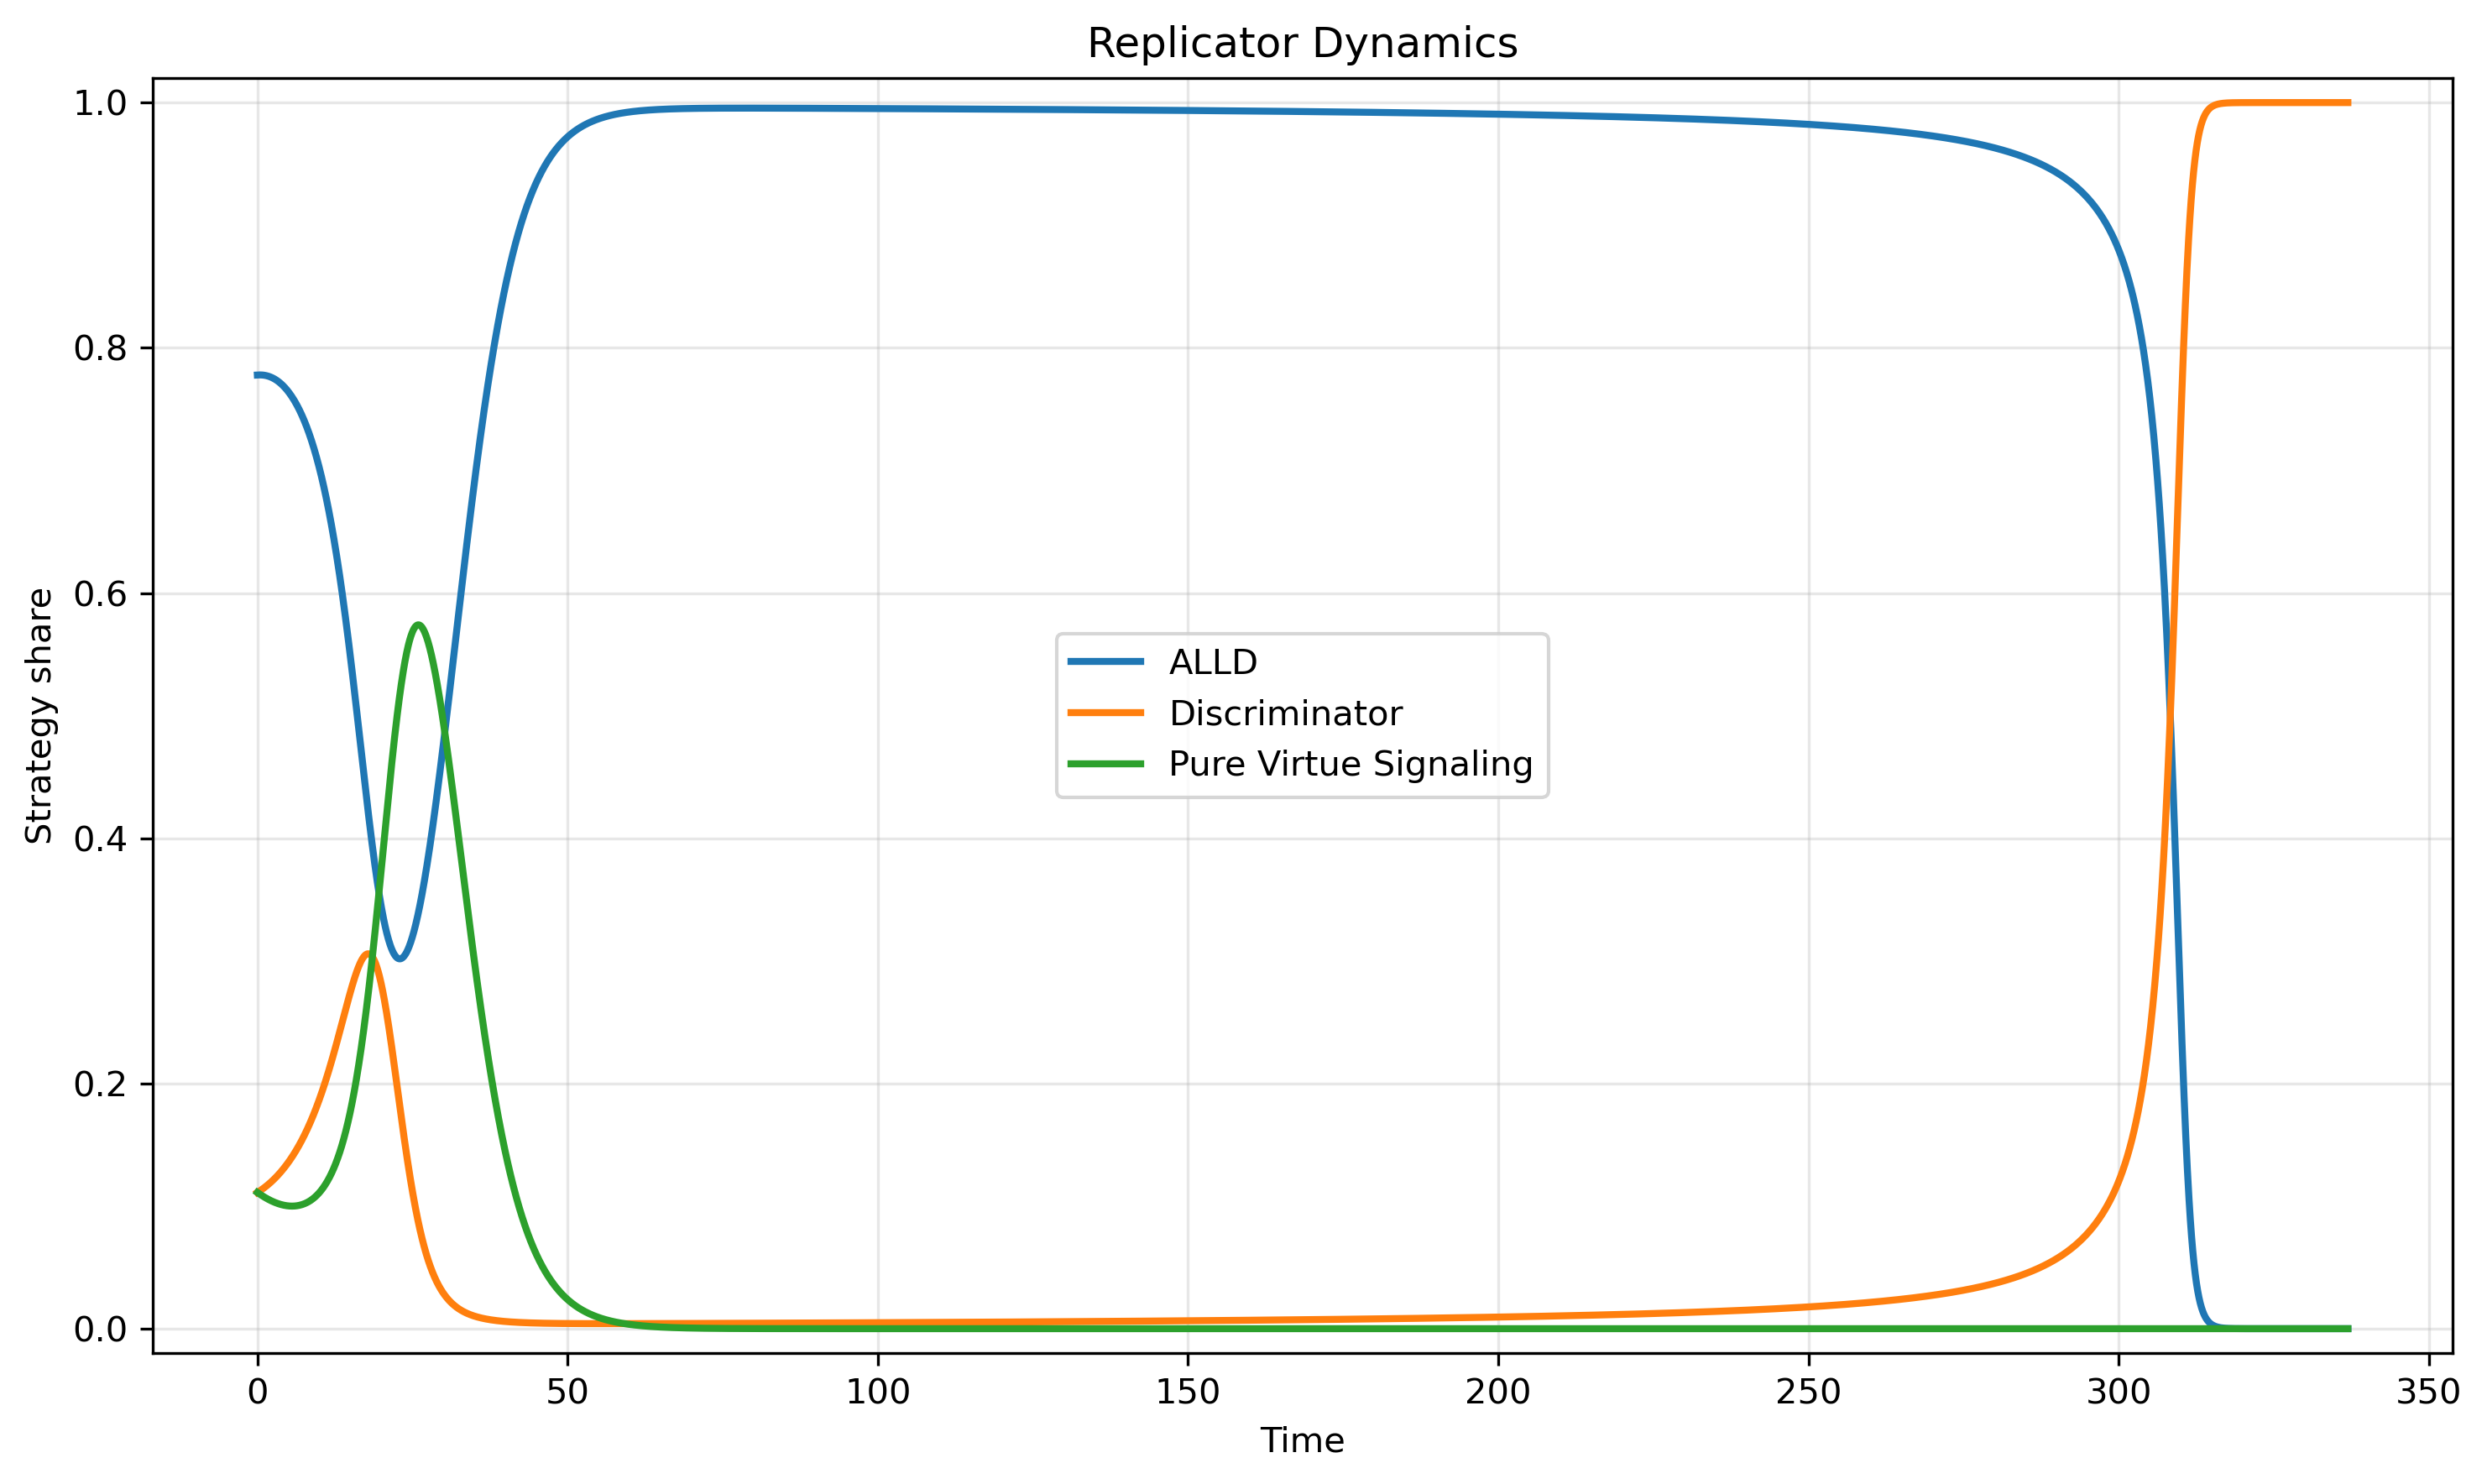 Replicator Dynamics
1.0
0.8
0.6
0.4
0.2
0.0
Strategy share
ALLD
Discriminator
Pure Virtue Signaling
0 50 100 150 200 250 300 350
Time